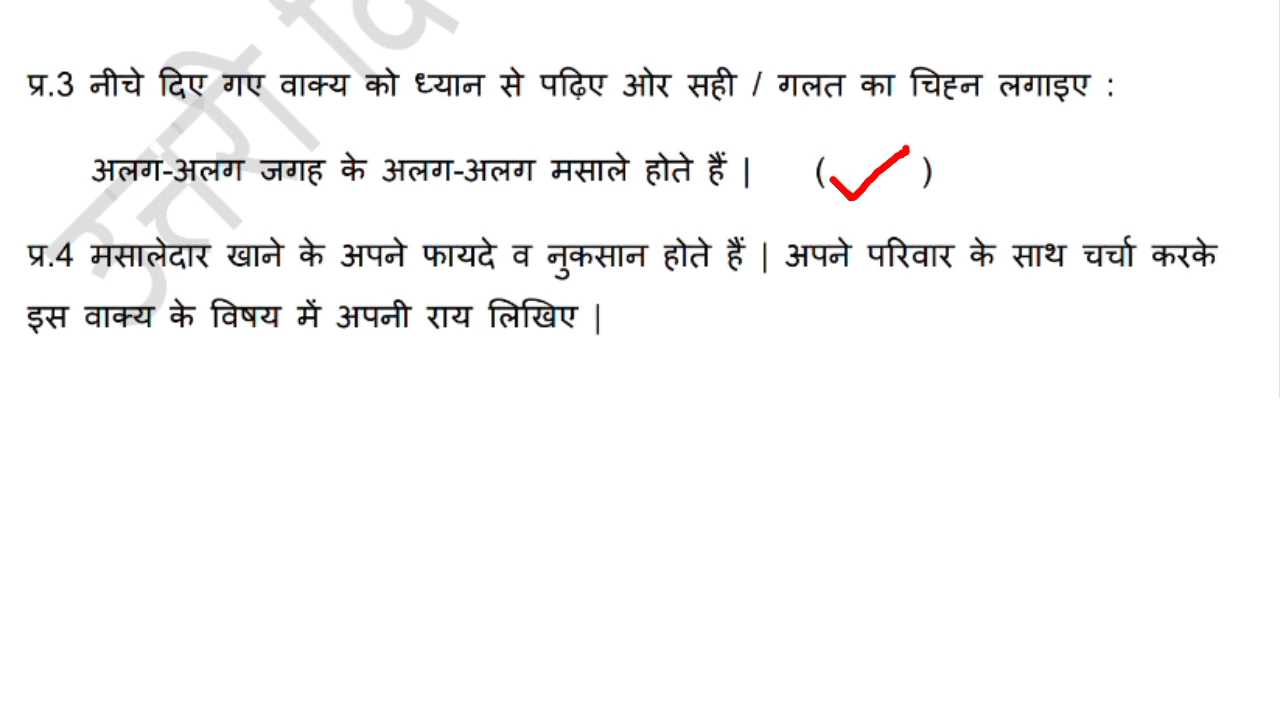 प्र.3 नीचे दिए गए वाक्य को ध्यान से पढ़िए ओर सही / गलत का चिह्न लगाइए :
अलग-अलग जगह के अलग-अलग मसाले होते हैं | ( ✓ )
प्र.4 मसालेदार खाने के अपने फायदे व नुकसान होते हैं | अपने परिवार के साथ चर्चा करके
इस वाक्य के विषय में अपनी राय लिखिए |